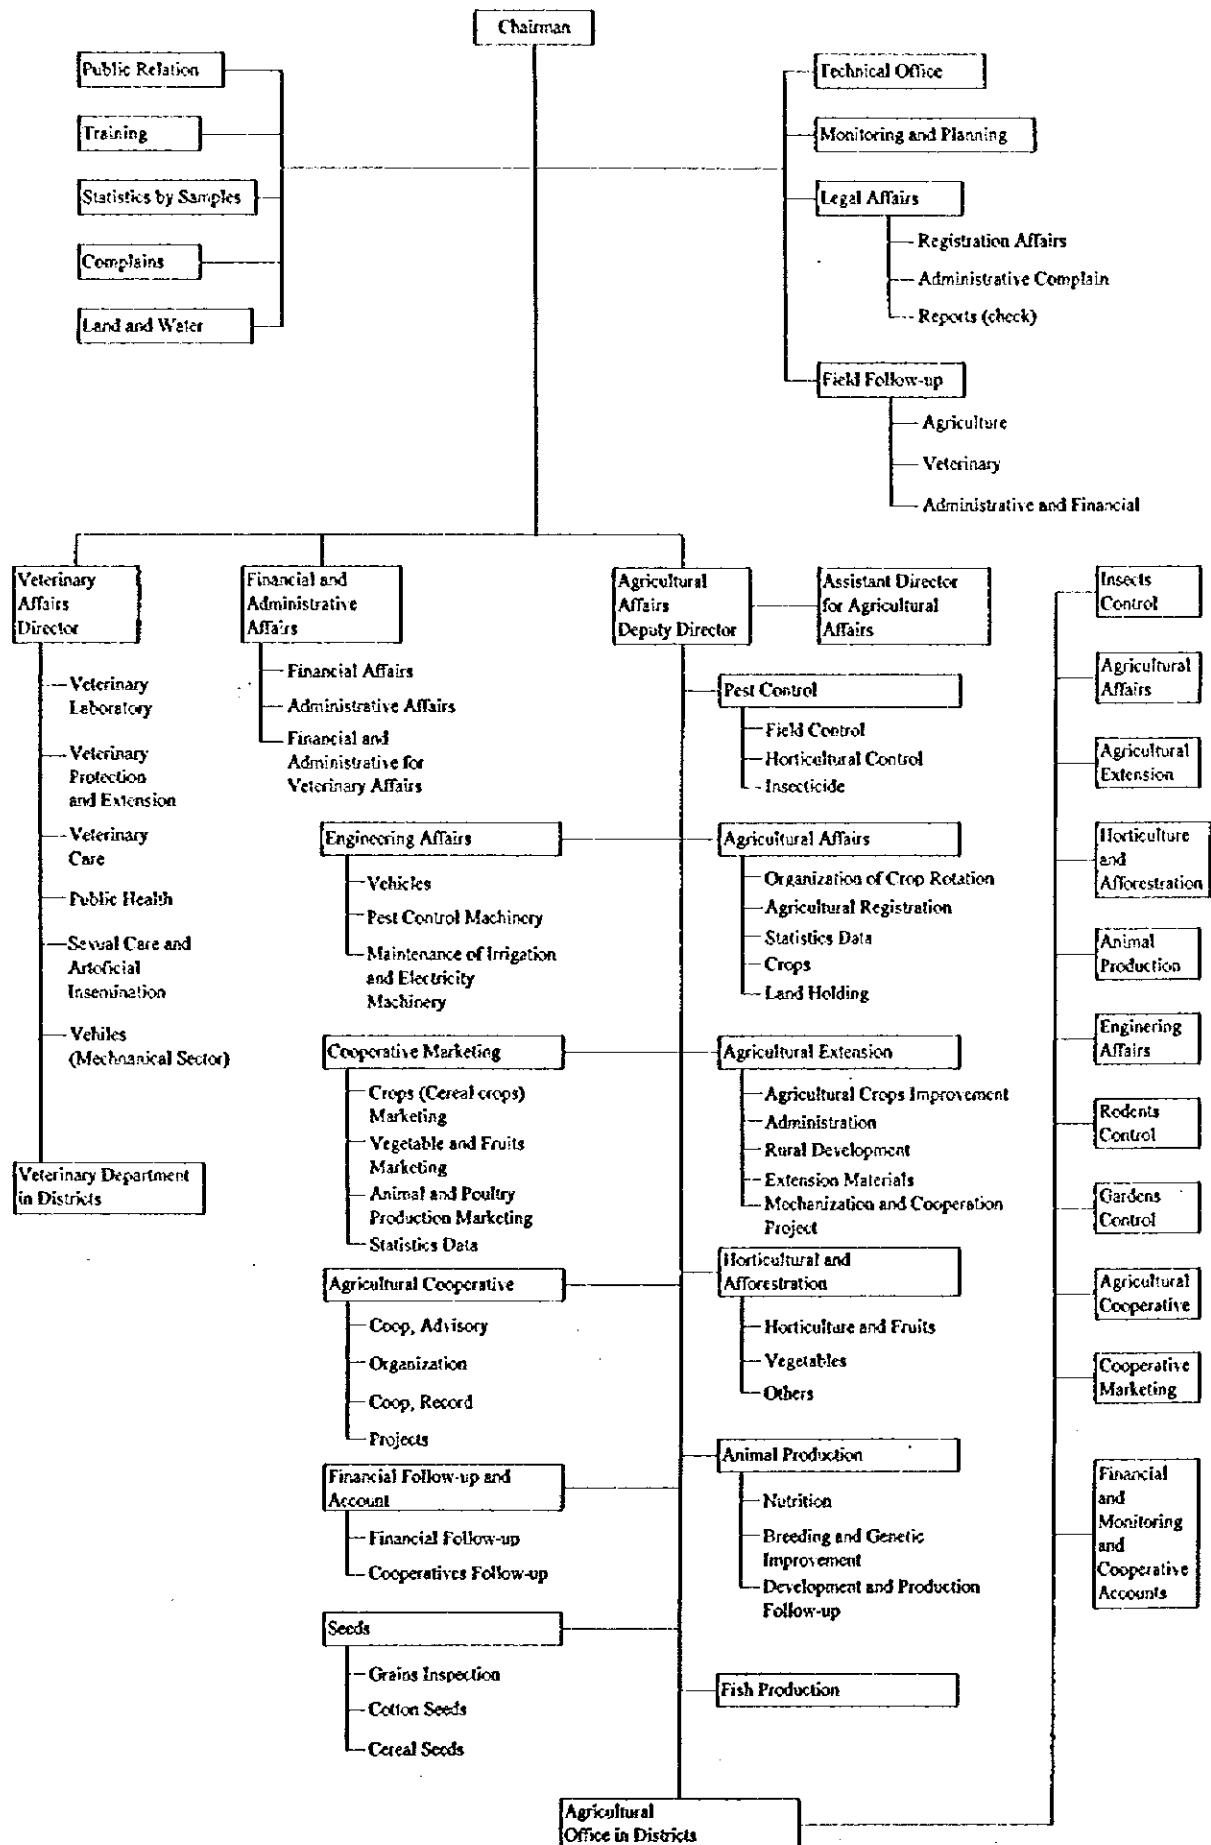 Chairman
Public Relation
Training
Statistics by Samples
Complains
Land and Water
Technical Office
Monitoring and Planning
Legal Affairs
Registration Affairs
Administrative Complain
Reports (check)
Field Follow-up
Agriculture
Veterinary
Administrative and Financial
Veterinary
Affairs
Director
Veterinary
Laboratory
Veterinary
Protection
and Extension
Veterinary
Care
Public Health
Sexual Care and
Artoficial
Insemination
Vehiles
(Mechnanical Sector)
Veterinary Department
in Districts
Financial and
Administrative
Affairs
Financial Affairs
Administrative Affairs
Financial and
Administrative for
Veterinary Affairs
Agricultural
Affairs
Deputy Director
Assistant Director
for Agricultural
Affairs
Engineering Affairs
Vehicles
Pest Control Machinery
Maintenance of Irrigation
and Electricity
Machinery
Cooperative Marketing
Crops (Cereal crops)
Marketing
Vegetable and Fruits
Marketing
Animal and Poultry
Production Marketing
Statistics Data
Agricultural Cooperative
Coop, Advisory
Organization
Coop, Record
Projects
Financial Follow-up and
Account
Financial Follow-up
Cooperatives Follow-up
Seeds
Grains Inspection
Cotton Seeds
Cereal Seeds
Pest Control
Field Control
Horticultural Control
Insecticide
Agricultural Affairs
Organization of Crop Rotation
Agricultural Registration
Statistics Data
Crops
Land Holding
Agricultural Extension
Agricultural Crops Improvement
Administration
Rural Development
Extension Materials
Mechanization and Cooperation
Project
Horticultural and
Afforestration
Horticulture and Fruits
Vegetables
Others
Animal Production
Nutrition
Breeding and Genetic
Improvement
Development and Production
Follow-up
Fish Production
Agricultural
Office in Districts
Insects
Control
Agricultural
Affairs
Agricultural
Extension
Horticulture
and
Afforestration
Animal
Production
Enginering
Affairs
Rodents
Control
Gardens
Control
Agricultural
Cooperative
Cooperative
Marketing
Financial
and
Monitoring
and
Cooperative
Accounts